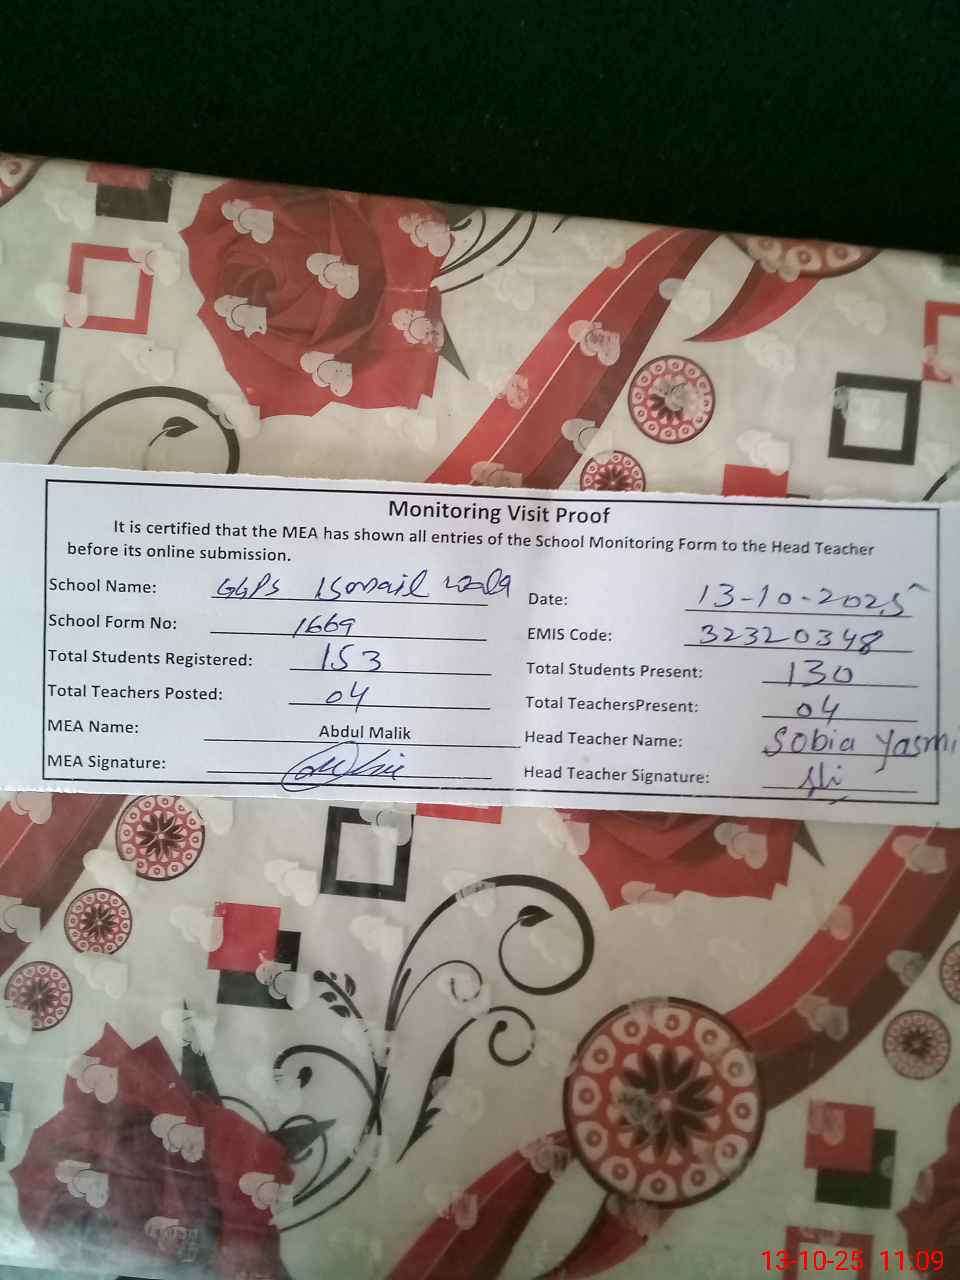 Monitoring Visit Proof
It is certified that the MEA has shown all entries of the School Monitoring Form to the Head Teacher
before its online submission.
School Name: GGPS Ismail wala
Date: 13-10-2025
School Form No: 1669
EMIS Code: 32320348
Total Students Registered: 153
Total Students Present: 130
Total Teachers Posted: 04
Total TeachersPresent: 04
MEA Name: Abdul Malik
Head Teacher Name: Sobia Yasmi
MEA Signature:
Head Teacher Signature:
13-10-25 11:09